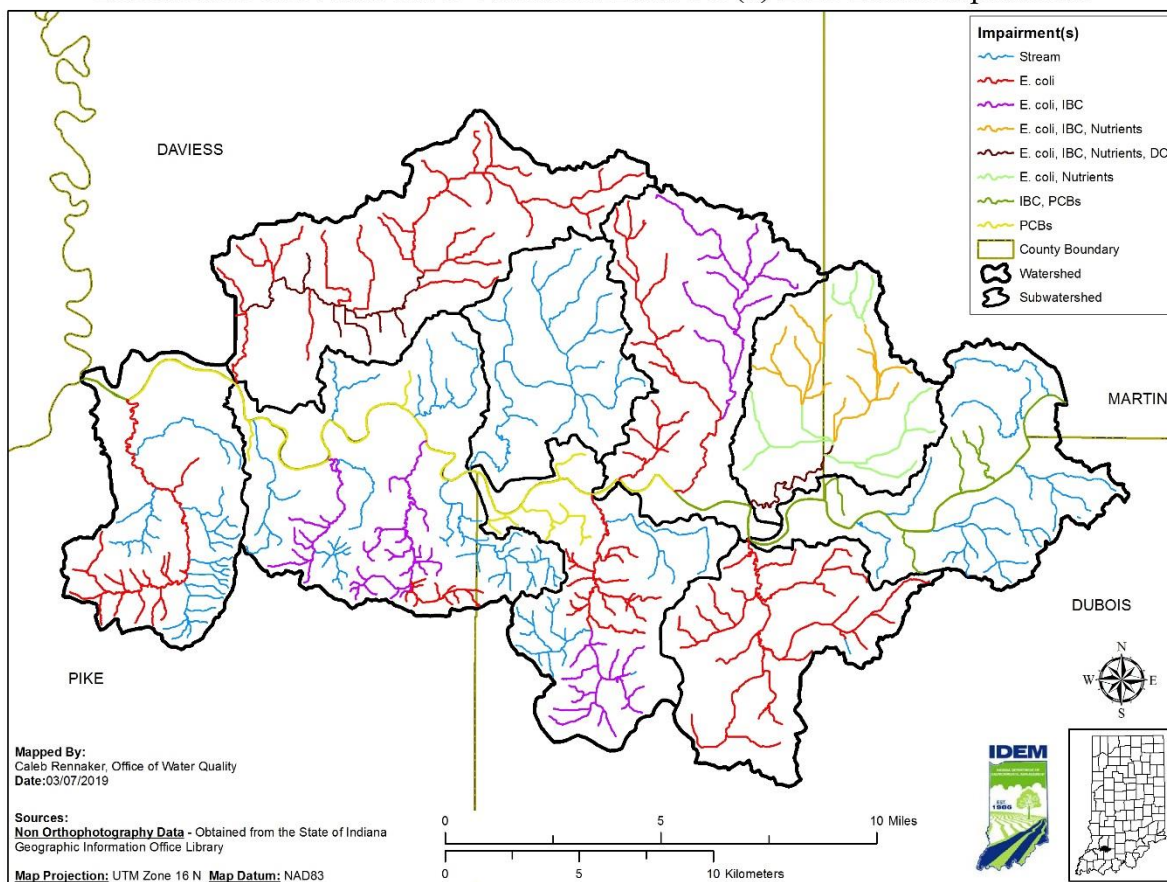 Impairment(s)
Stream
E. coli
E. coli, IBC
E. coli, IBC, Nutrients
E. coli, IBC, Nutrients, DO
E. coli, Nutrients
IBC, PCBs
PCBs
County Boundary
Watershed
Subwatershed
DAVIESS
MARTIN
DUBOIS
PIKE
N
W E
S
Mapped By:
Caleb Rennaker, Office of Water Quality
Date:03/07/2019
Sources:
Non Orthophotography Data - Obtained from the State of Indiana
Geographic Information Office Library
Map Projection: UTM Zone 16 N Map Datum: NAD83
0 5 10 Miles
0 5 10 Kilometers
IDEM
EST.
1986